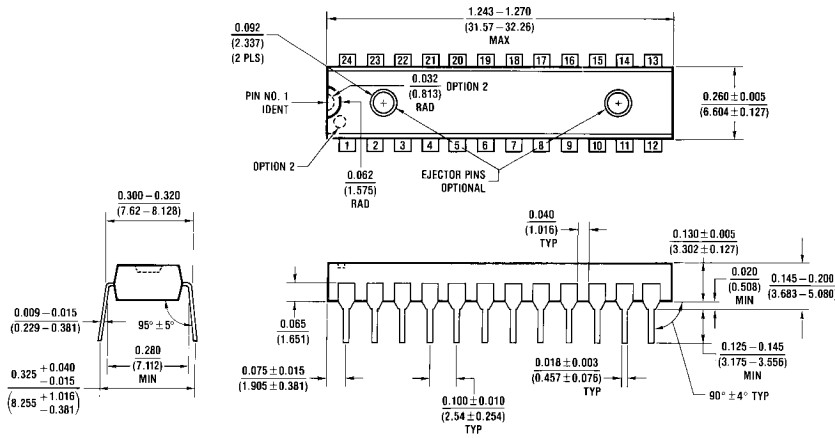 1.243 – 1.270
(31.57 – 32.26)
MAX
0.092
(2.337)
(2 PLS)
24 23 22 21 20 19 18 17 16 15 14 13
PIN NO. 1
IDENT
0.032
(0.813)
RAD
OPTION 2
0.260 ± 0.005
(6.604 ± 0.127)
1 2 3 4 5 6 7 8 9 10 11 12
OPTION 2
0.062
(1.575)
RAD
EJECTOR PINS
OPTIONAL
0.300 – 0.320
(7.62 – 8.128)
0.009 – 0.015
(0.229 – 0.381)
95° ± 5°
0.280
(7.112)
MIN
0.325 + 0.040
– 0.015
(8.255 + 1.016
– 0.381)
0.040
(1.016)
TYP
0.130 ± 0.005
(3.302 ± 0.127)
0.020
(0.508)
MIN
0.145 – 0.200
(3.683 – 5.080)
0.065
(1.651)
0.075 ± 0.015
(1.905 ± 0.381)
0.100 ± 0.010
(2.54 ± 0.254)
TYP
0.018 ± 0.003
(0.457 ± 0.076)
TYP
0.125 – 0.145
(3.175 – 3.556)
MIN
90° ± 4° TYP